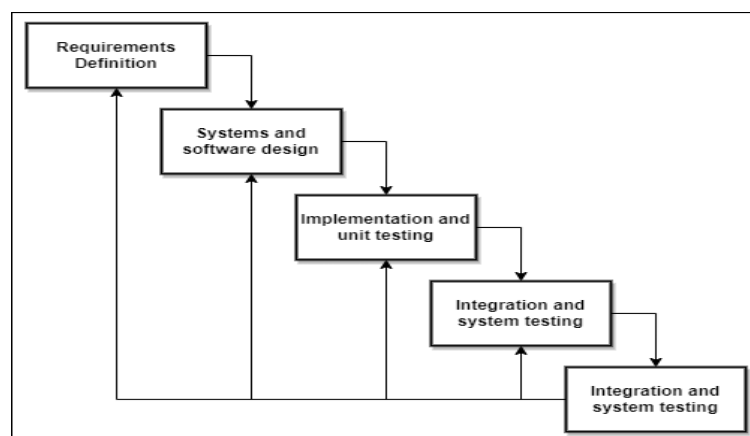 Requirements
Definition
Systems and
software design
Implementation and
unit testing
Integration and
system testing
Integration and
system testing